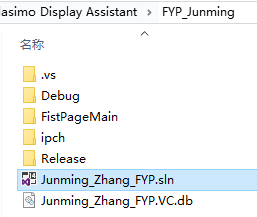 asimo Display Assistant > FYP_Junming
名称
.vs
Debug
FistPageMain
ipch
Release
Junming_Zhang_FYP.sln
Junming_Zhang_FYP.VC.db